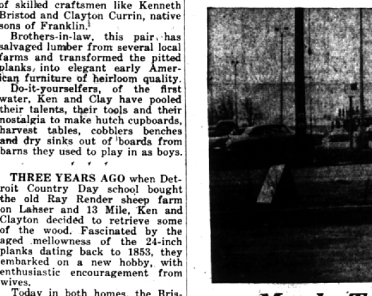 of skilled craftsmen like Kenneth
Bristod and Clayton Currin, native
sons of Franklin.
Brothers-in-law, this pair has
salvaged lumber from several local
farms and transformed the pitted
planks, into elegant early Amer-
ican furniture of heirloom quality.
Do-it-yourselfers, of the first
water, Ken and Clay have pooled
their talents, their tools and their
nostalgia to make hutch cupboards,
harvest tables, cobblers benches
and dry sinks out of boards from
barns they used to play in as boys.
THREE YEARS AGO when Det-
roit Country Day school bought
the old Ray Render sheep farm
on Lahser and 13 Mile, Ken and
Clayton decided to retrieve some
of the wood. Fascinated by the
aged mellowness of the 24-inch
planks dating back to 1853, they
embarked on a new hobby, with
enthusiastic encouragement from
wives.
Today in both homes, the Bris-